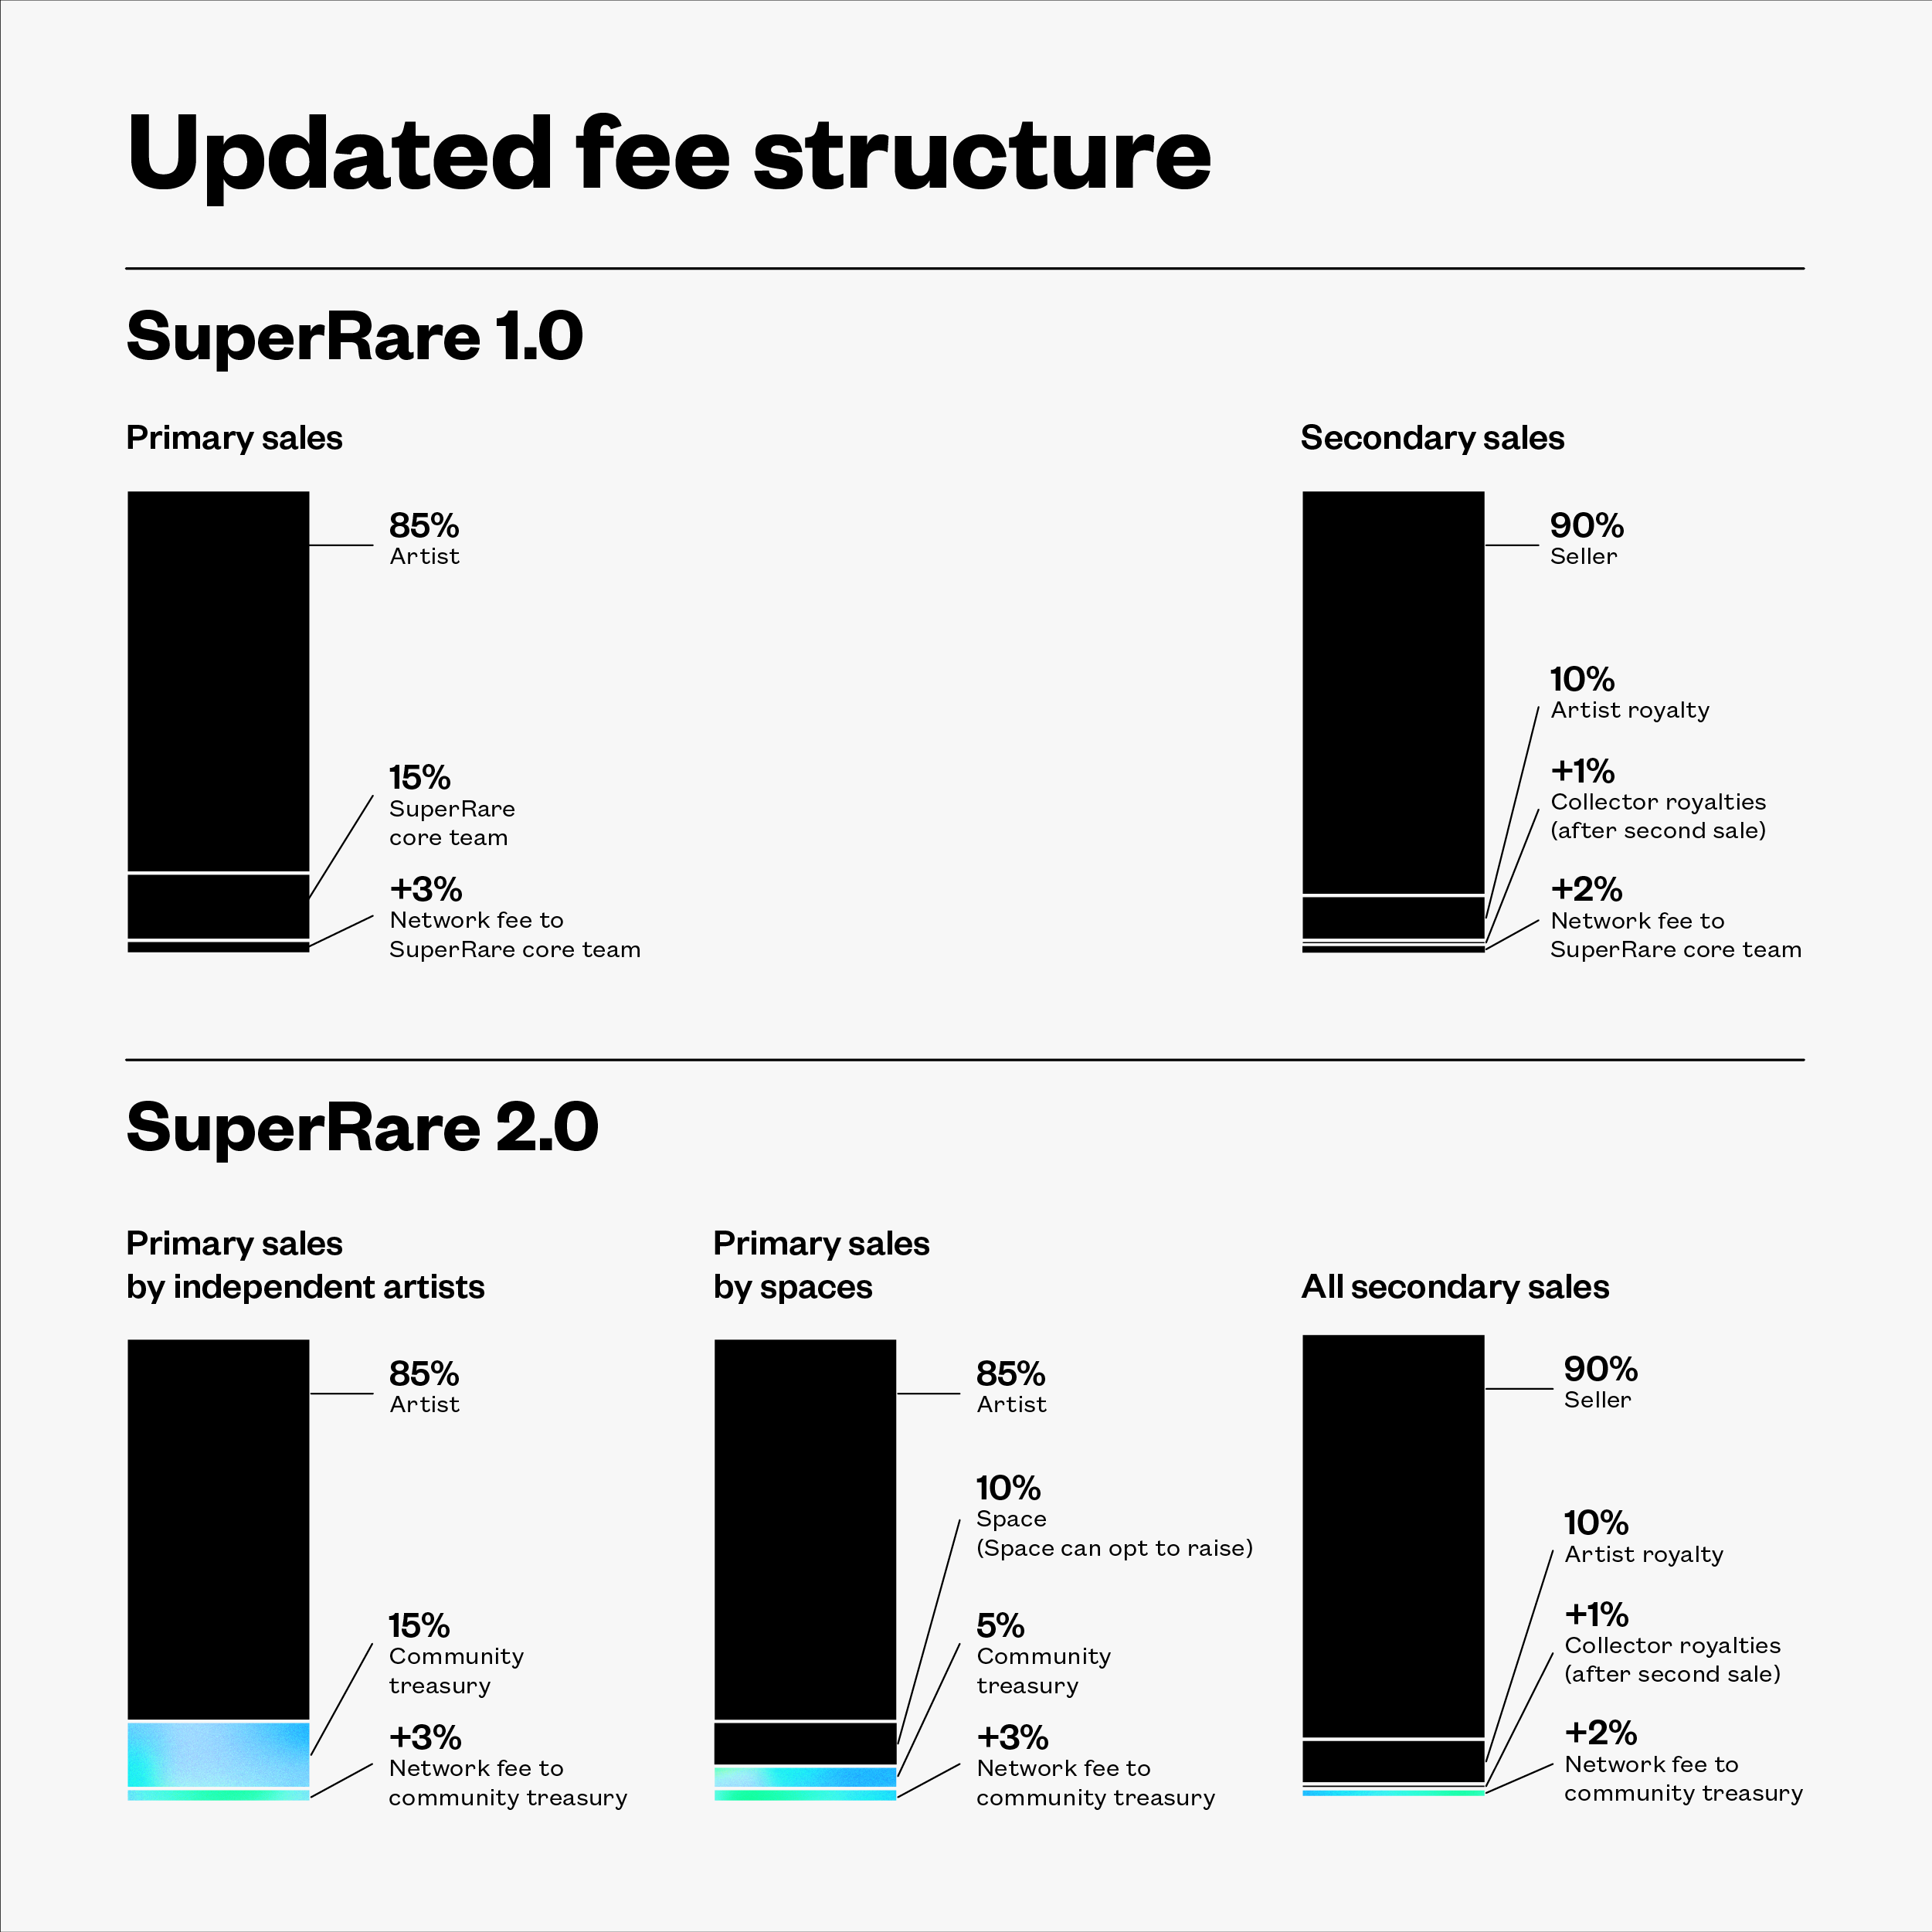 Updated fee structure
SuperRare 1.0
Primary sales
85%
Artist
15%
SuperRare
core team
+3%
Network fee to
SuperRare core team
Secondary sales
90%
Seller
10%
Artist royalty
+1%
Collector royalties
(after second sale)
+2%
Network fee to
SuperRare core team
SuperRare 2.0
Primary sales
by independent artists
85%
Artist
15%
Community
treasury
+3%
Network fee to
community treasury
Primary sales
by spaces
85%
Artist
10%
Space
(Space can opt to raise)
5%
Community
treasury
+3%
Network fee to
community treasury
All secondary sales
90%
Seller
10%
Artist royalty
+1%
Collector royalties
(after second sale)
+2%
Network fee to
community treasury